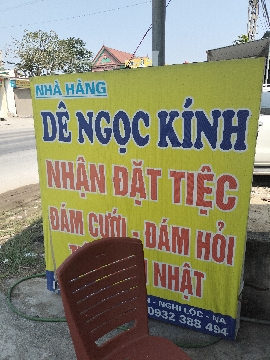 NHÀ HÀNG
DÊ NGỌC KÍNH
NHẬN ĐẶT TIỆC
ĐÁM CƯỚI - ĐÁM HỎI
NHẬT
- NGHI LỘC - NA
0932 388 494